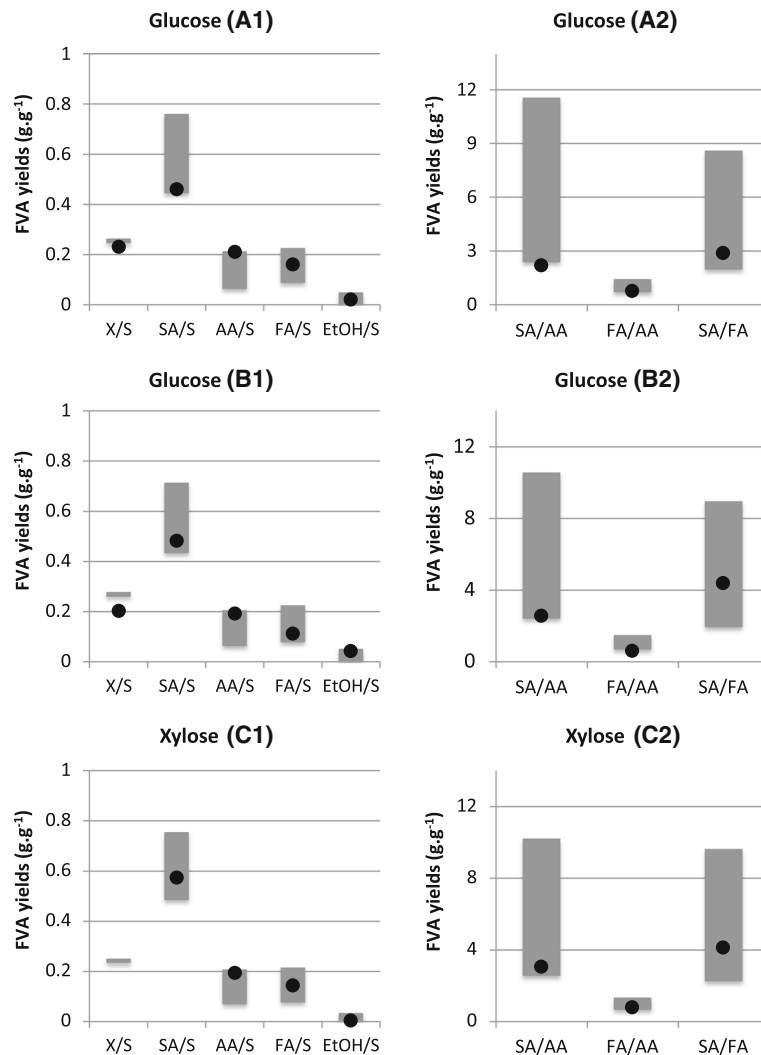 Glucose (A1)
FVA yields (g.g-1)
1
0.8
0.6
0.4
0.2
0
X/S SA/S AA/S FA/S EtOH/S
Glucose (A2)
FVA yields (g.g-1)
12
9
6
3
0
SA/AA FA/AA SA/FA
Glucose (B1)
FVA yields (g.g-1)
1
0.8
0.6
0.4
0.2
0
X/S SA/S AA/S FA/S EtOH/S
Glucose (B2)
FVA yields (g.g-1)
12
8
4
0
SA/AA FA/AA SA/FA
Xylose (C1)
FVA yields (g.g-1)
1
0.8
0.6
0.4
0.2
0
X/S SA/S AA/S FA/S EtOH/S
Xylose (C2)
FVA yields (g.g-1)
12
8
4
0
SA/AA FA/AA SA/FA